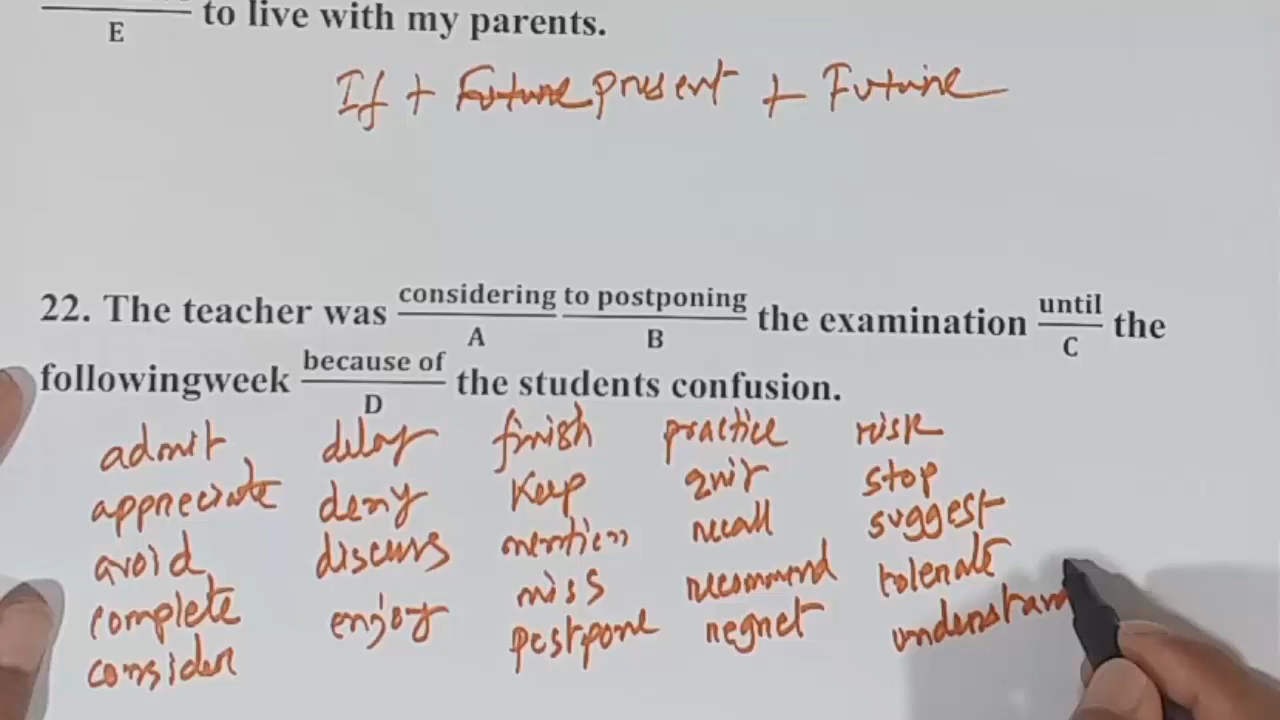 E to live with my parents.
If + Future present + Future
22. The teacher was considering to postponing the examination until the
A B C
followingweek because of the students confusion.
D
admit delay finish practice risk
appreciate deny keep quit stop
avoid discuss mention recall suggest
complete enjoy miss recommend tolerate
consider postpone regret understand